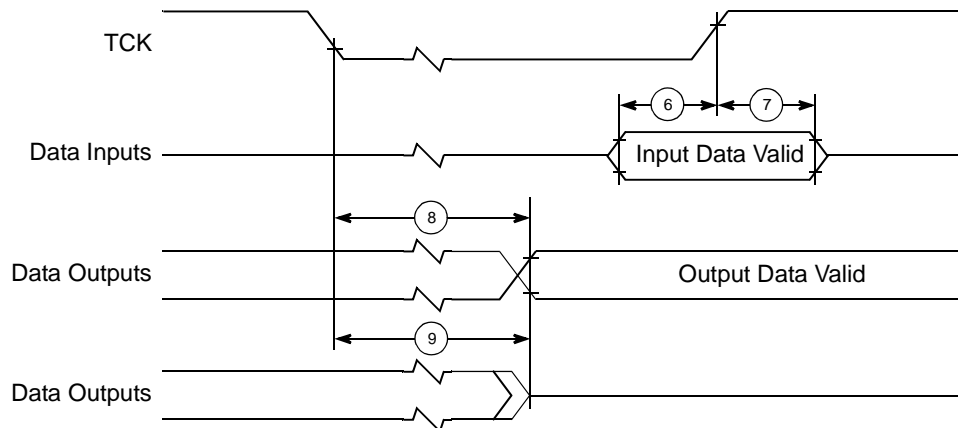 TCK
6
7
Data Inputs
Input Data Valid
8
Data Outputs
Output Data Valid
9
Data Outputs